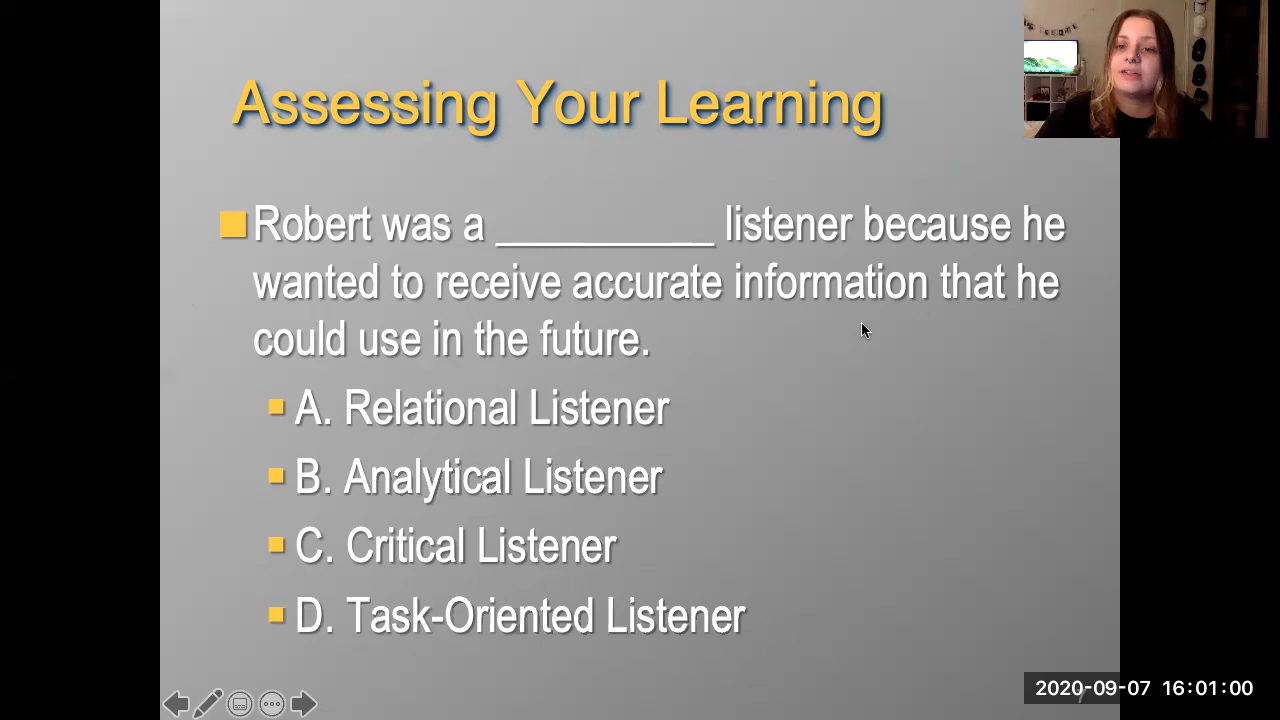 Assessing Your Learning
Robert was a __________ listener because he
wanted to receive accurate information that he
could use in the future.
A. Relational Listener
B. Analytical Listener
C. Critical Listener
D. Task-Oriented Listener
2020-09-07 16:01:00